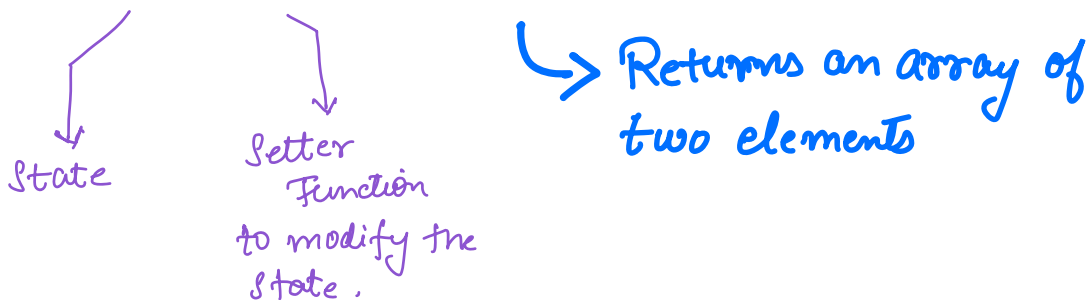 State
Setter
Function
to modify the
State.
Returns an array of
two elements